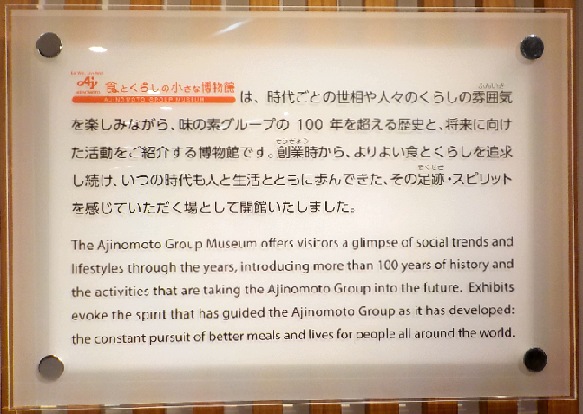 Eat Well, Live Well.
AJINOMOTO
食とくらしの小さな博物館
AJINOMOTO GROUP MUSEUM
は、時代ごとの世相や人々のくらしの雰囲気
を楽しみながら、味の素グループの 100 年を超える歴史と、将来に向け
た活動をご紹介する博物館です。創業時から、よりよい食とくらしを追求
し続け、いつの時代も人と生活とともに歩んできた、その足跡・スピリット
を感じていただく場として開館いたしました。
The Ajinomoto Group Museum offers visitors a glimpse of social trends and
lifestyles through the years, introducing more than 100 years of history and
the activities that are taking the Ajinomoto Group into the future. Exhibits
evoke the spirit that has guided the Ajinomoto Group as it has developed:
the constant pursuit of better meals and lives for people all around the world.